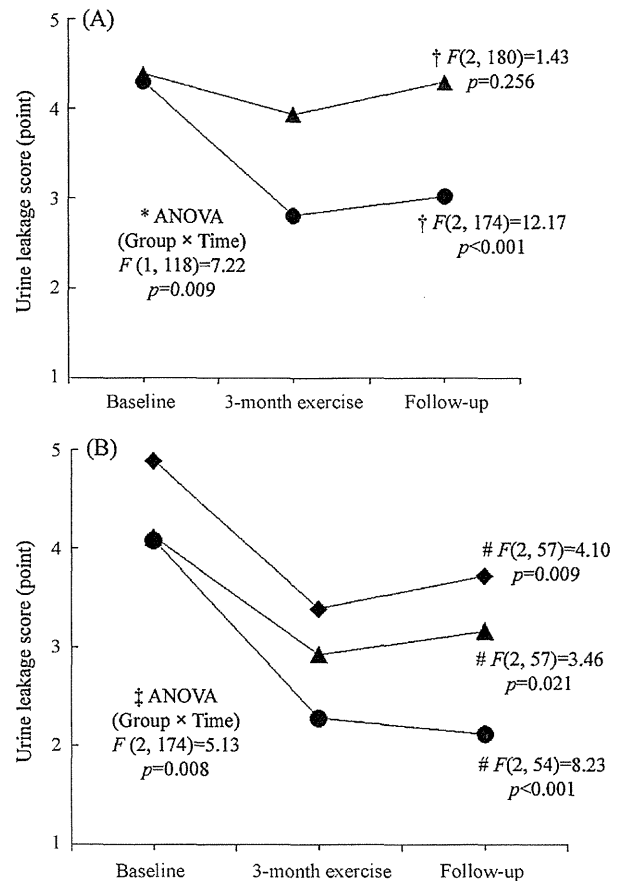 (A)
5
4
3
2
1
Urine leakage score (point)
† F(2, 180)=1.43
p=0.256
† F(2, 174)=12.17
p<0.001
* ANOVA
(Group × Time)
F (1, 118)=7.22
p=0.009
Baseline
3-month exercise
Follow-up
(B)
5
4
3
2
1
Urine leakage score (point)
# F(2, 57)=4.10
p=0.009
# F(2, 57)=3.46
p=0.021
# F(2, 54)=8.23
p<0.001
‡ ANOVA
(Group × Time)
F (2, 174)=5.13
p=0.008
Baseline
3-month exercise
Follow-up